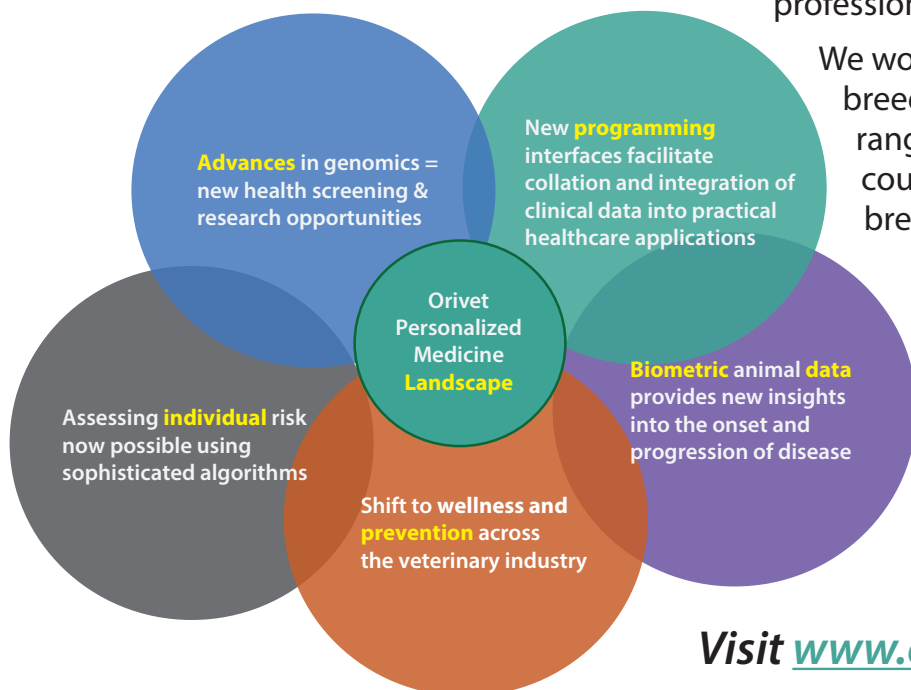 profession
We wo
breed
rang
cou
bre
Advances in genomics =
new health screening &
research opportunities
New programming
interfaces facilitate
collation and integration of
clinical data into practical
healthcare applications
Orivet
Personalized
Medicine
Landscape
Biometric animal data
provides new insights
into the onset and
progression of disease
Assessing individual risk
now possible using
sophisticated algorithms
Shift to wellness and
prevention across
the veterinary industry
Visit www.